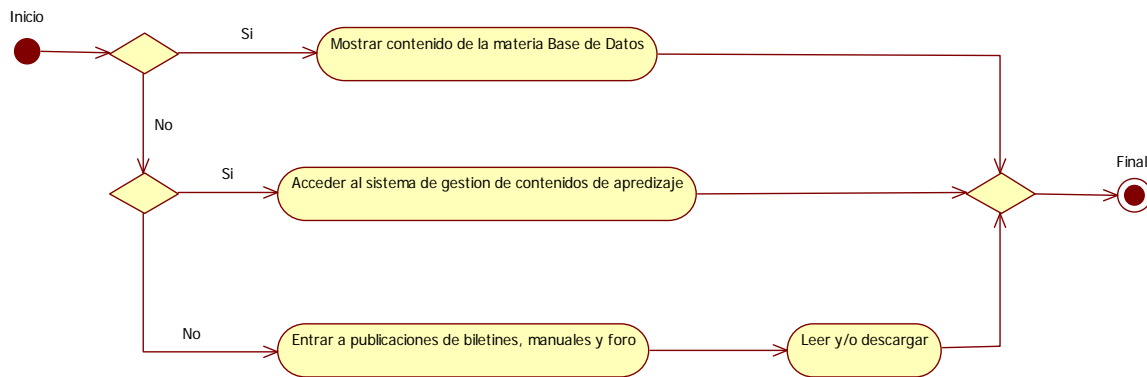 Inicio
Si
Mostrar contenido de la materia Base de Datos
No
Si
Acceder al sistema de gestion de contenidos de apredizaje
Final
No
Entrar a publicaciones de biletines, manuales y foro
Leer y/o descargar